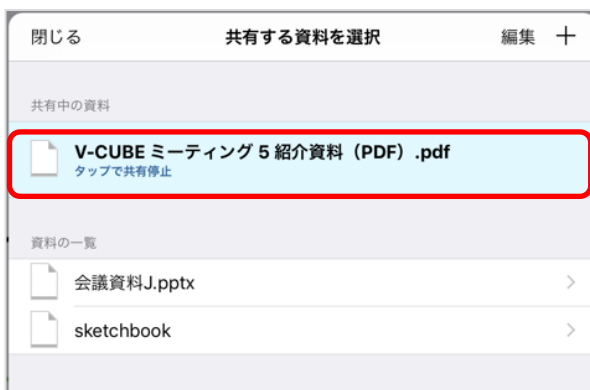 閉じる 共有する資料を選択 編集 +
共有中の資料
V-CUBE ミーティング 5 紹介資料（PDF）.pdf
タップで共有停止
資料の一覧
会議資料J.pptx
sketchbook